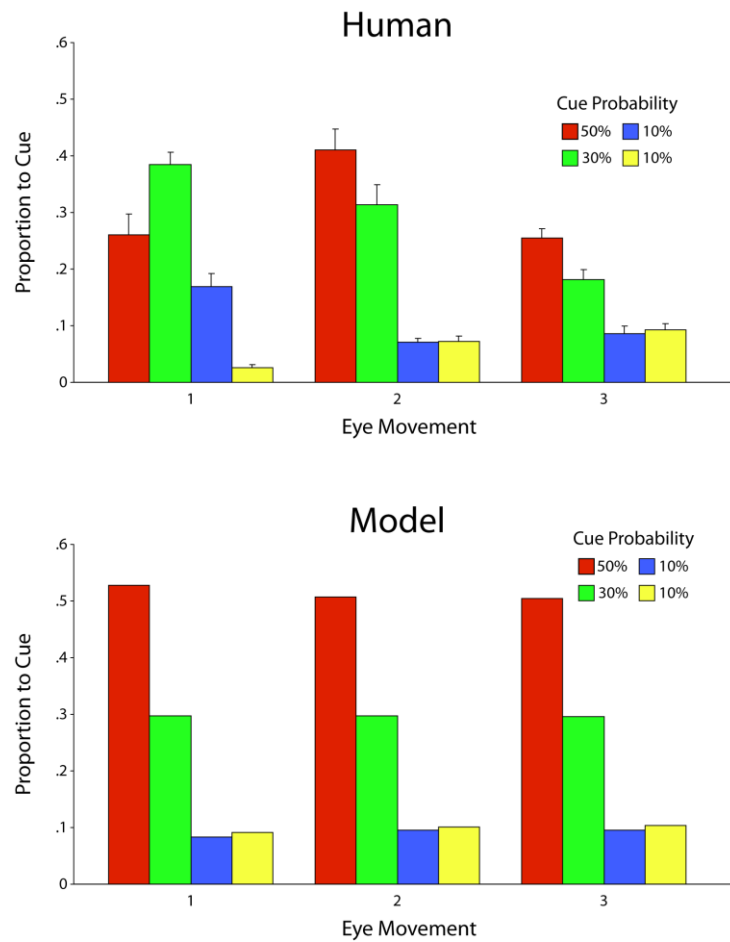 Human
.6
.5
.4
.3
.2
.1
0
Proportion to Cue
Cue Probability
50% 10%
30% 10%
1 2 3
Eye Movement
Model
.6
.5
.4
.3
.2
.1
0
Proportion to Cue
Cue Probability
50% 10%
30% 10%
1 2 3
Eye Movement